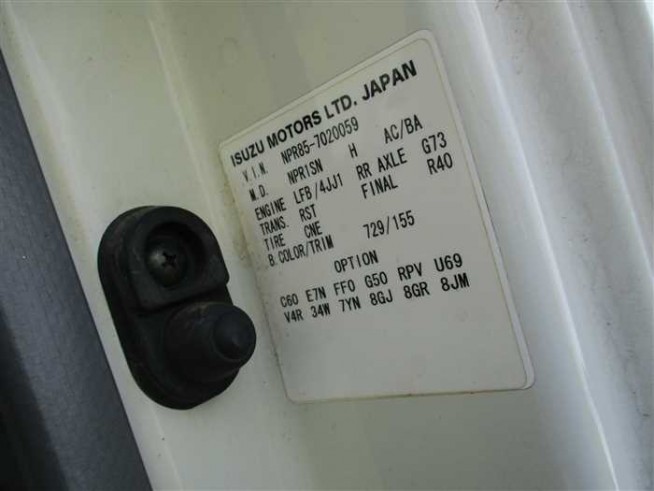 ISUZU MOTORS LTD. JAPAN
V.I.N. NPR85-7020059
M.D. NPR1SN H AC/BA
ENGINE LFB/4JJ1 RR AXLE G73
TRANS. RST FINAL R40
TIRE CNE
B.COLOR/TRIM 729/155
OPTION
C60 E7N FF0 G50 RPV U69
V4R 34W 7YN 8GJ 8GR 8JM